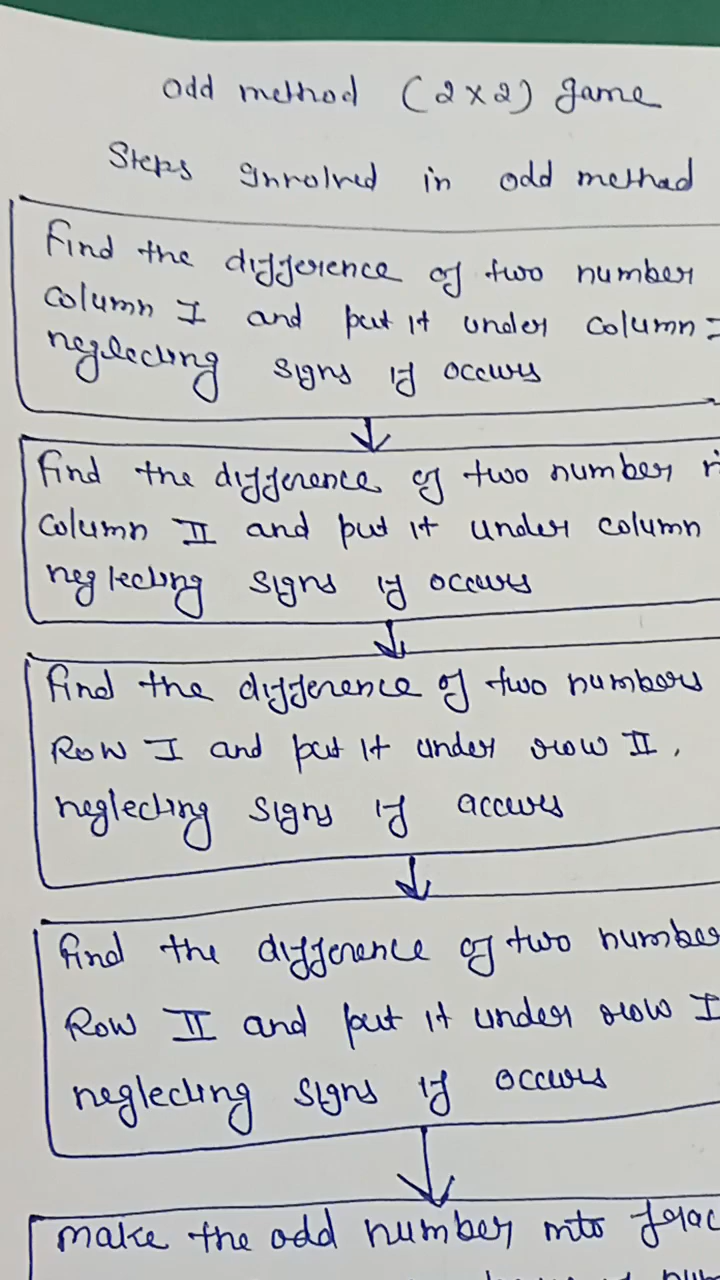 odd method (2 x 2) game
Steps Involved in odd method
Find the difference of two number
column I and put it under column
neglecting signs if occurs
Find the difference of two number
column II and put it under column
neglecting signs if occurs
Find the difference of two numbers
Row I and put it under row II.
neglecting signs if accurs
Find the difference of two number
Row II and put it under row I
neglecting signs if occurs
make the odd number into frac